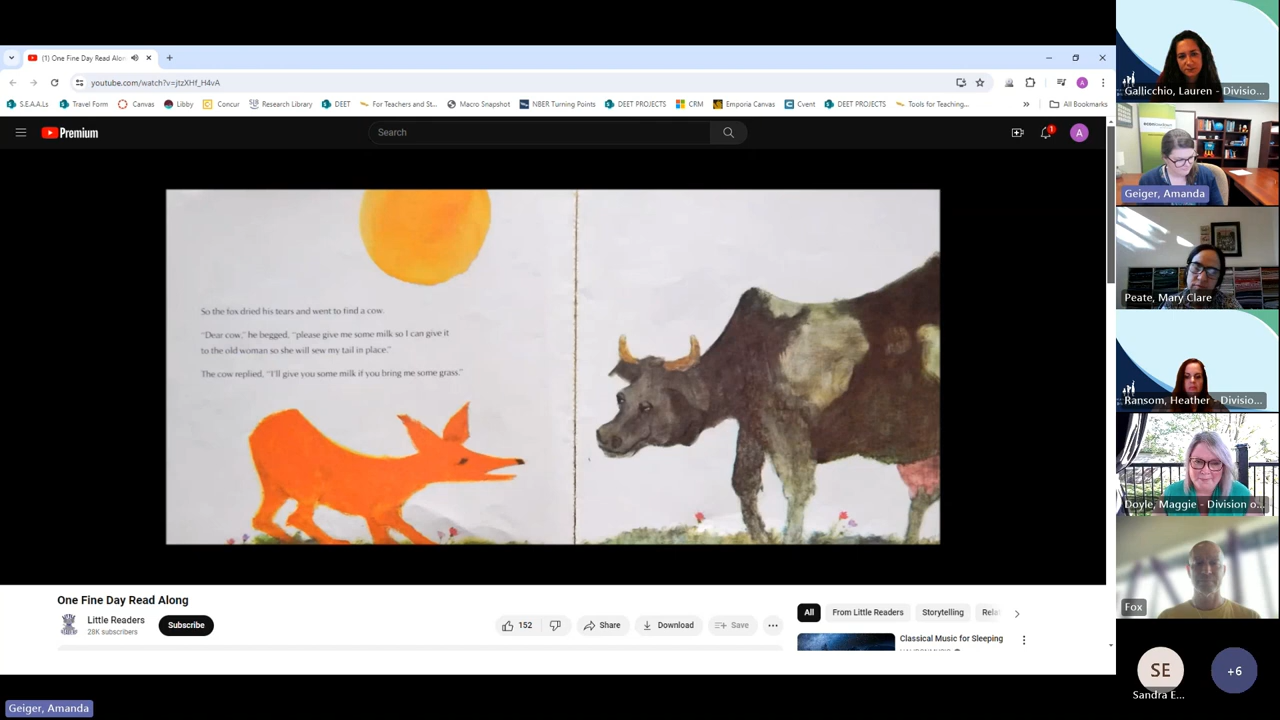 (1) One Fine Day Read Alon
youtube.com/watch?v=jtzXHf_H4vA
S.E.A.A.Ls
Travel Form
Canvas
Libby
Concur
Research Library
DEET
For Teachers and St...
Macro Snapshot
NBER Turning Points
DEET PROJECTS
CRM
Emporia Canvas
Cvent
DEET PROJECTS
Tools for Teaching...
All Bookmarks
Premium
Search
1
A
So the fox dried his tears and went to find a cow.
"Dear cow," he begged, "please give me some milk so I can give it
to the old woman so she will sew my tail in place."
The cow replied, "I'll give you some milk if you bring me some grass."
One Fine Day Read Along
Little Readers
28K subscribers
Subscribe
152
Share
Download
Save
All
From Little Readers
Storytelling
Rela
Classical Music for Sleeping
Gallicchio, Lauren - Divisio...
Geiger, Amanda
Peate, Mary Clare
Ransom, Heather - Divisio...
Doyle, Maggie - Division o...
Fox
SE
Sandra E...
+6
Geiger, Amanda